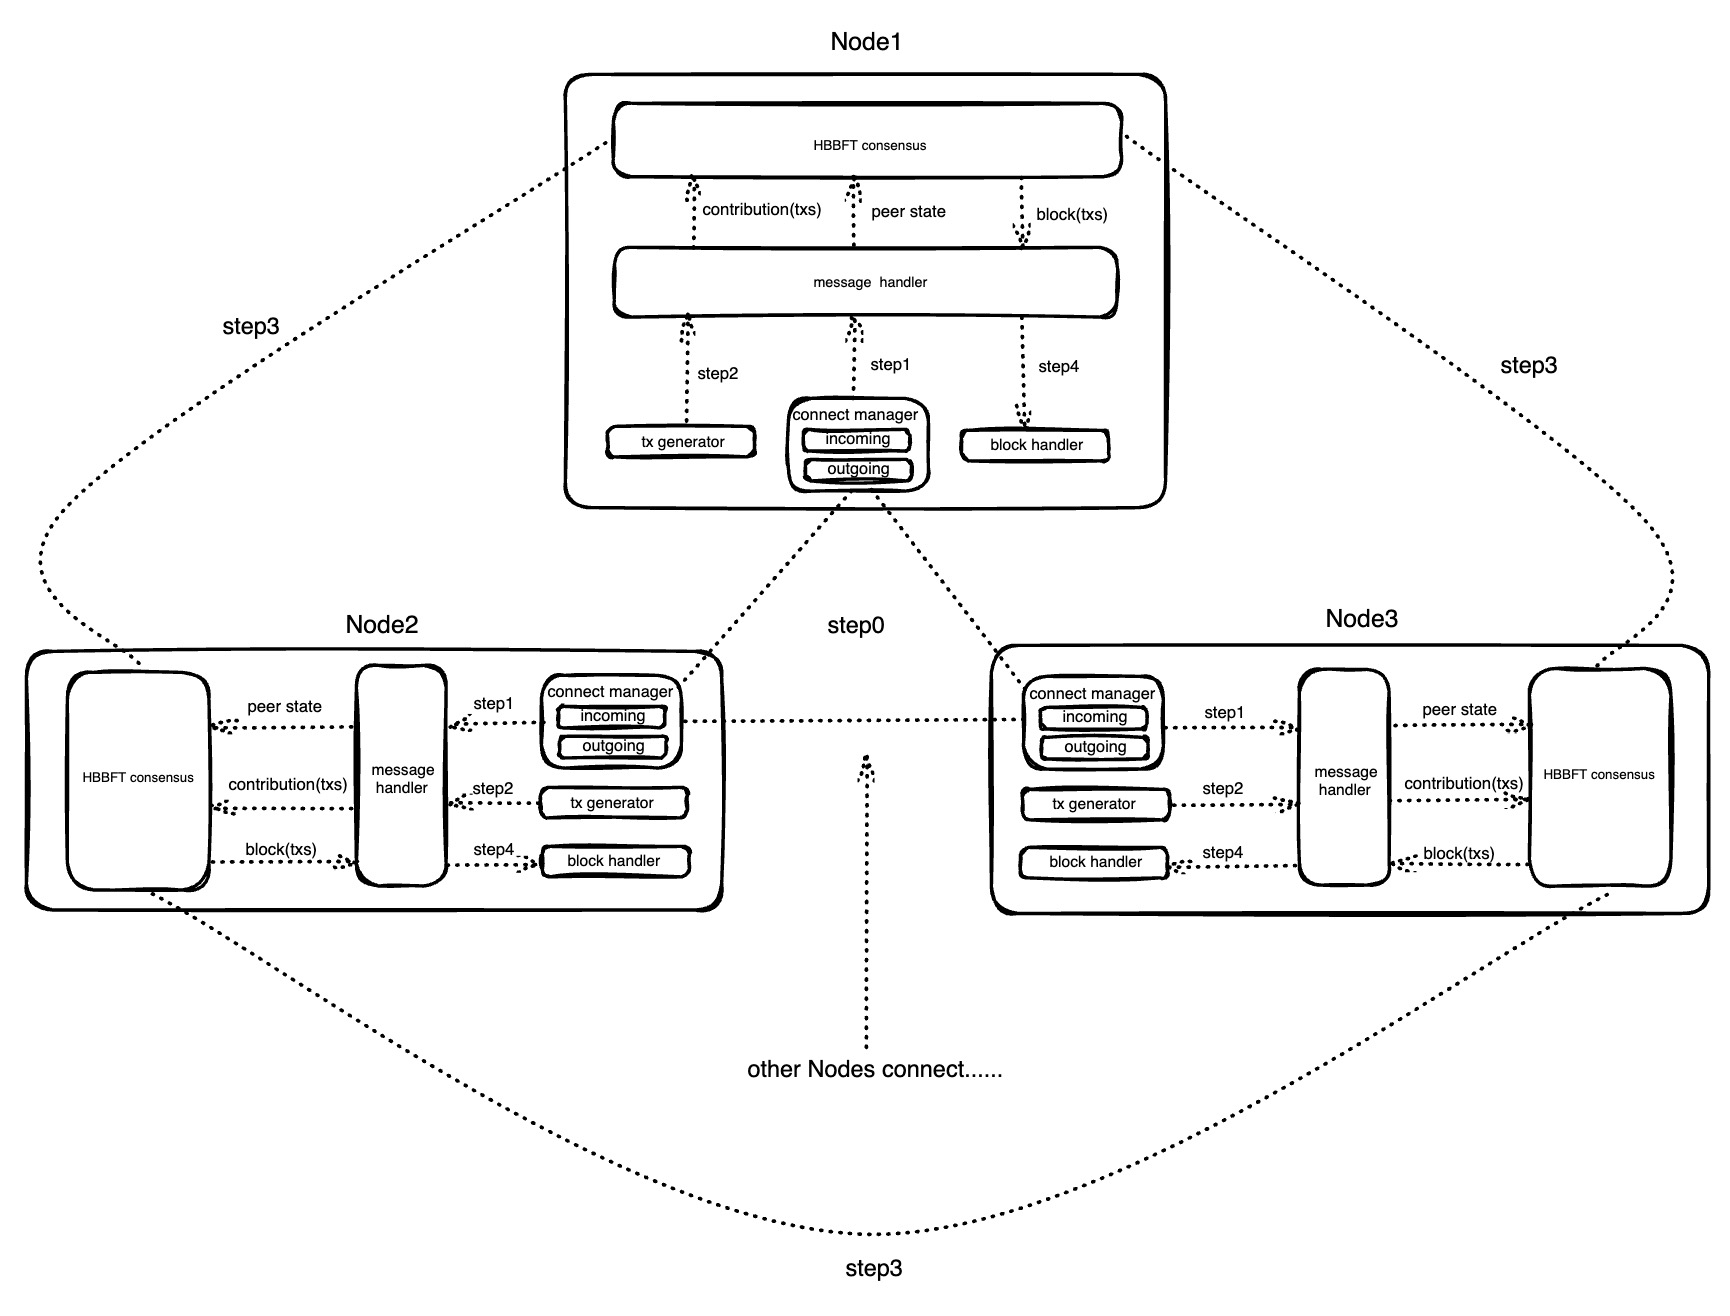 Node1
HBBFT consensus
contribution(txs)
peer state
block(txs)
message handler
step2
step1
step4
tx generator
connect manager
incoming
outgoing
block handler
step3
step3
step0
Node2
HBBFT consensus
peer state
contribution(txs)
block(txs)
message
handler
step1
step2
step4
connect manager
incoming
outgoing
tx generator
block handler
Node3
connect manager
incoming
outgoing
tx generator
block handler
step1
step2
step4
message
handler
peer state
contribution(txs)
block(txs)
HBBFT consensus
other Nodes connect......
step3